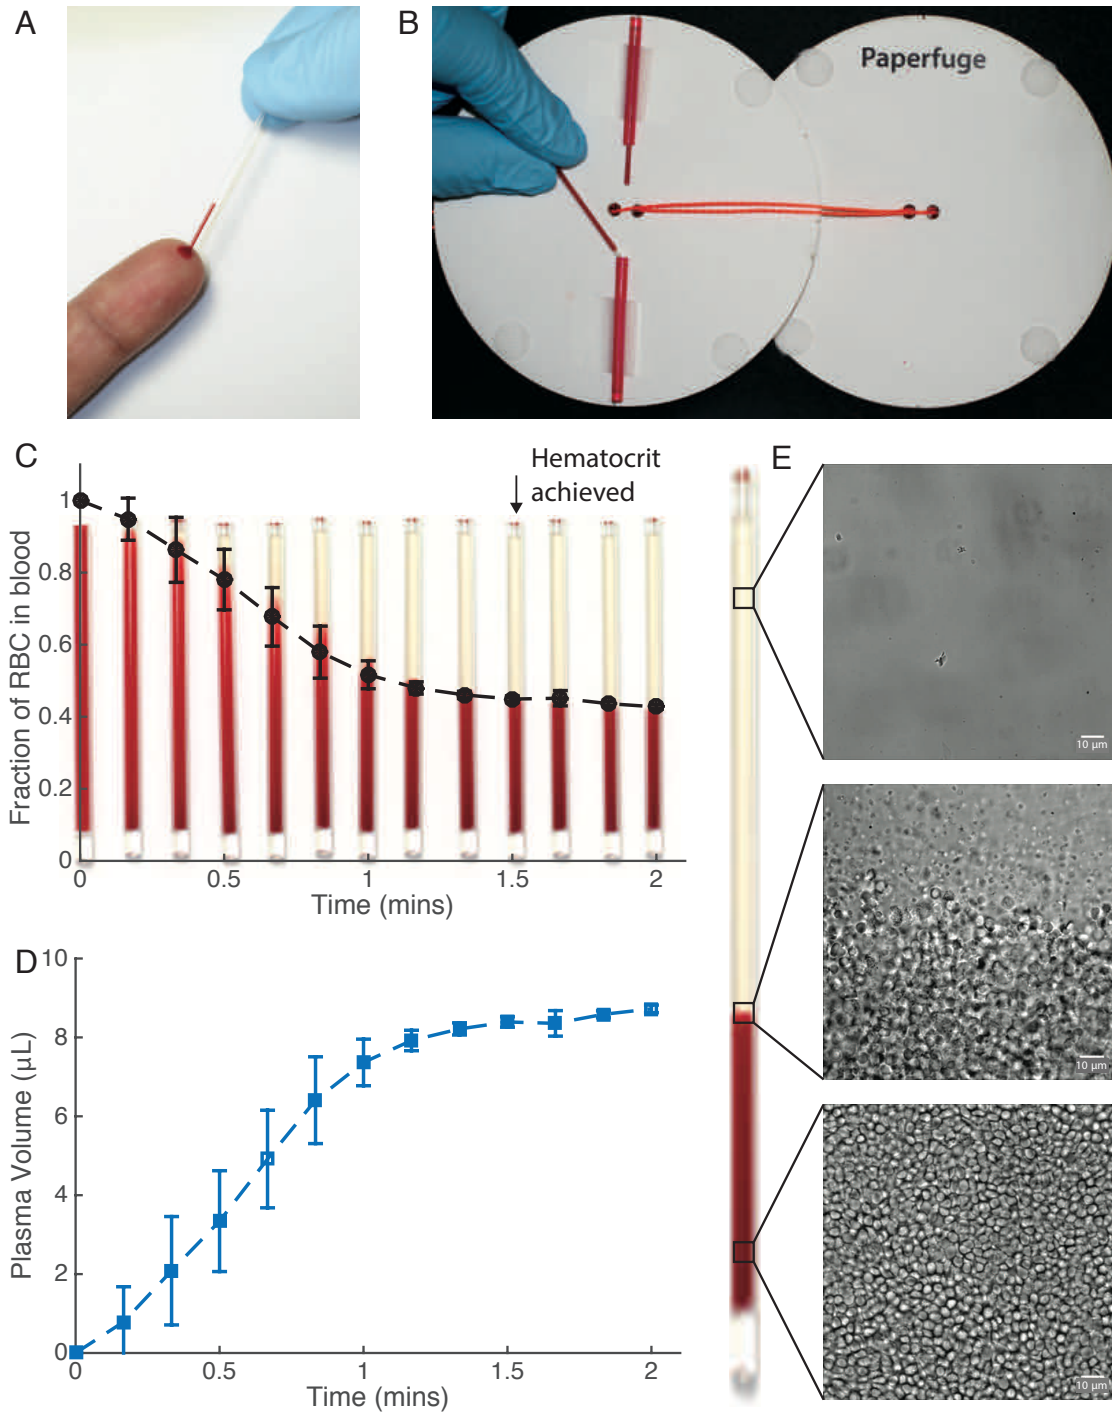 A
B
Paperfuge
C
Hematocrit
achieved
Fraction of RBC in blood
1
0.8
0.6
0.4
0.2
0
0
0.5
1
1.5
2
Time (mins)
D
Plasma Volume (µL)
10
8
6
4
2
0
0
0.5
1
1.5
2
Time (mins)
E
10 µm
10 µm
10 µm